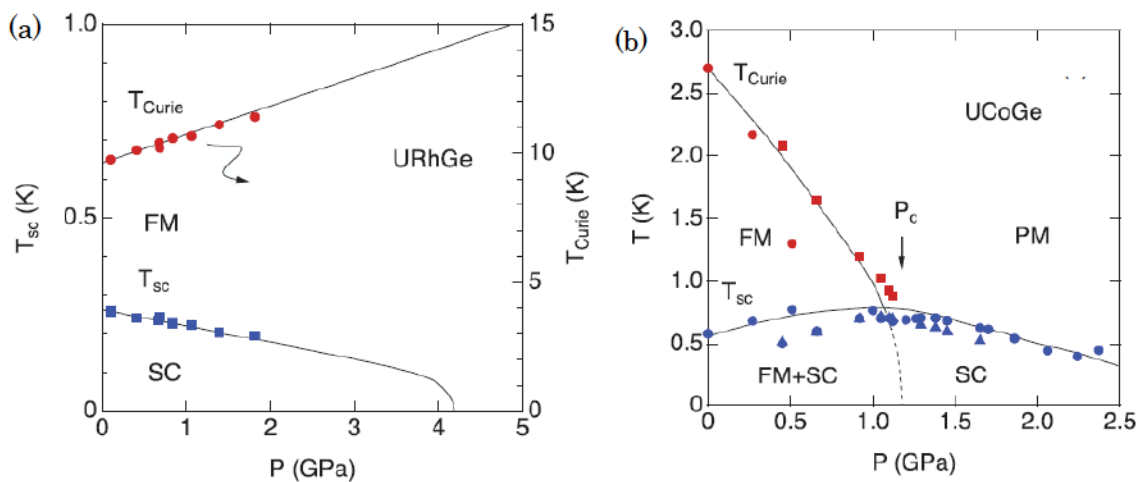 (a)
1.0
0.5
0
T_sc (K)
15
10
5
0
T_Curie (K)
T_Curie
URhGe
FM
T_sc
SC
0
1
2
3
4
5
P (GPa)
(b)
3.0
2.5
2.0
1.5
1.0
0.5
0
T (K)
T_Curie
UCoGe
P_c
FM
PM
T_sc
FM+SC
SC
0
0.5
1.0
1.5
2.0
2.5
P (GPa)